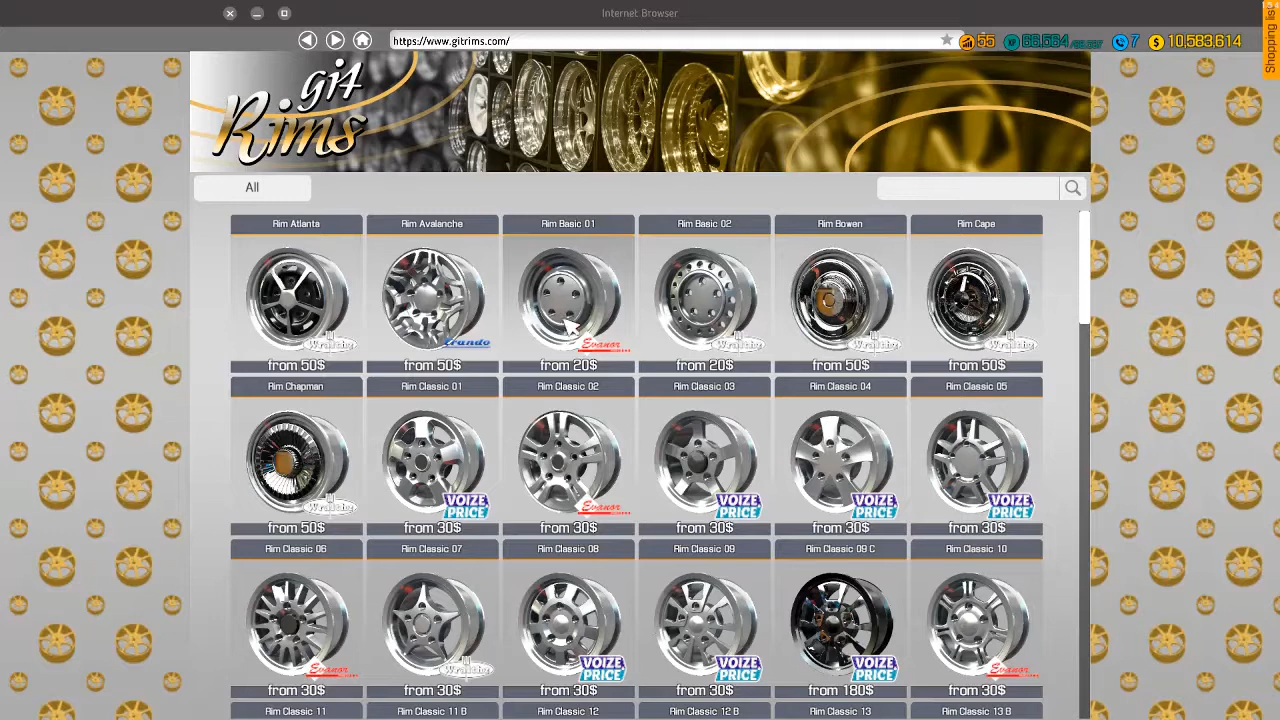 Internet Browser
https://www.gitrims.com/
55
7
10,583,614
Shopping list
git
Rims
All
Rim Atlanta
Rim Avalanche
Rim Basic 01
Rim Basic 02
Rim Bowen
Rim Cape
Evanor
from 50$
from 50$
from 20$
from 20$
from 50$
from 50$
Rim Chapman
Rim Classic 01
Rim Classic 02
Rim Classic 03
Rim Classic 04
Rim Classic 05
VOIZE PRICE
Evanor
VOIZE PRICE
VOIZE PRICE
VOIZE PRICE
from 50$
from 30$
from 30$
from 30$
from 30$
from 30$
Rim Classic 06
Rim Classic 07
Rim Classic 08
Rim Classic 09
Rim Classic 09 C
Rim Classic 10
Evanor
VOIZE PRICE
VOIZE PRICE
VOIZE PRICE
Evanor
from 30$
from 30$
from 30$
from 30$
from 180$
from 30$
Rim Classic 11
Rim Classic 11 B
Rim Classic 12
Rim Classic 12 B
Rim Classic 13
Rim Classic 13 B